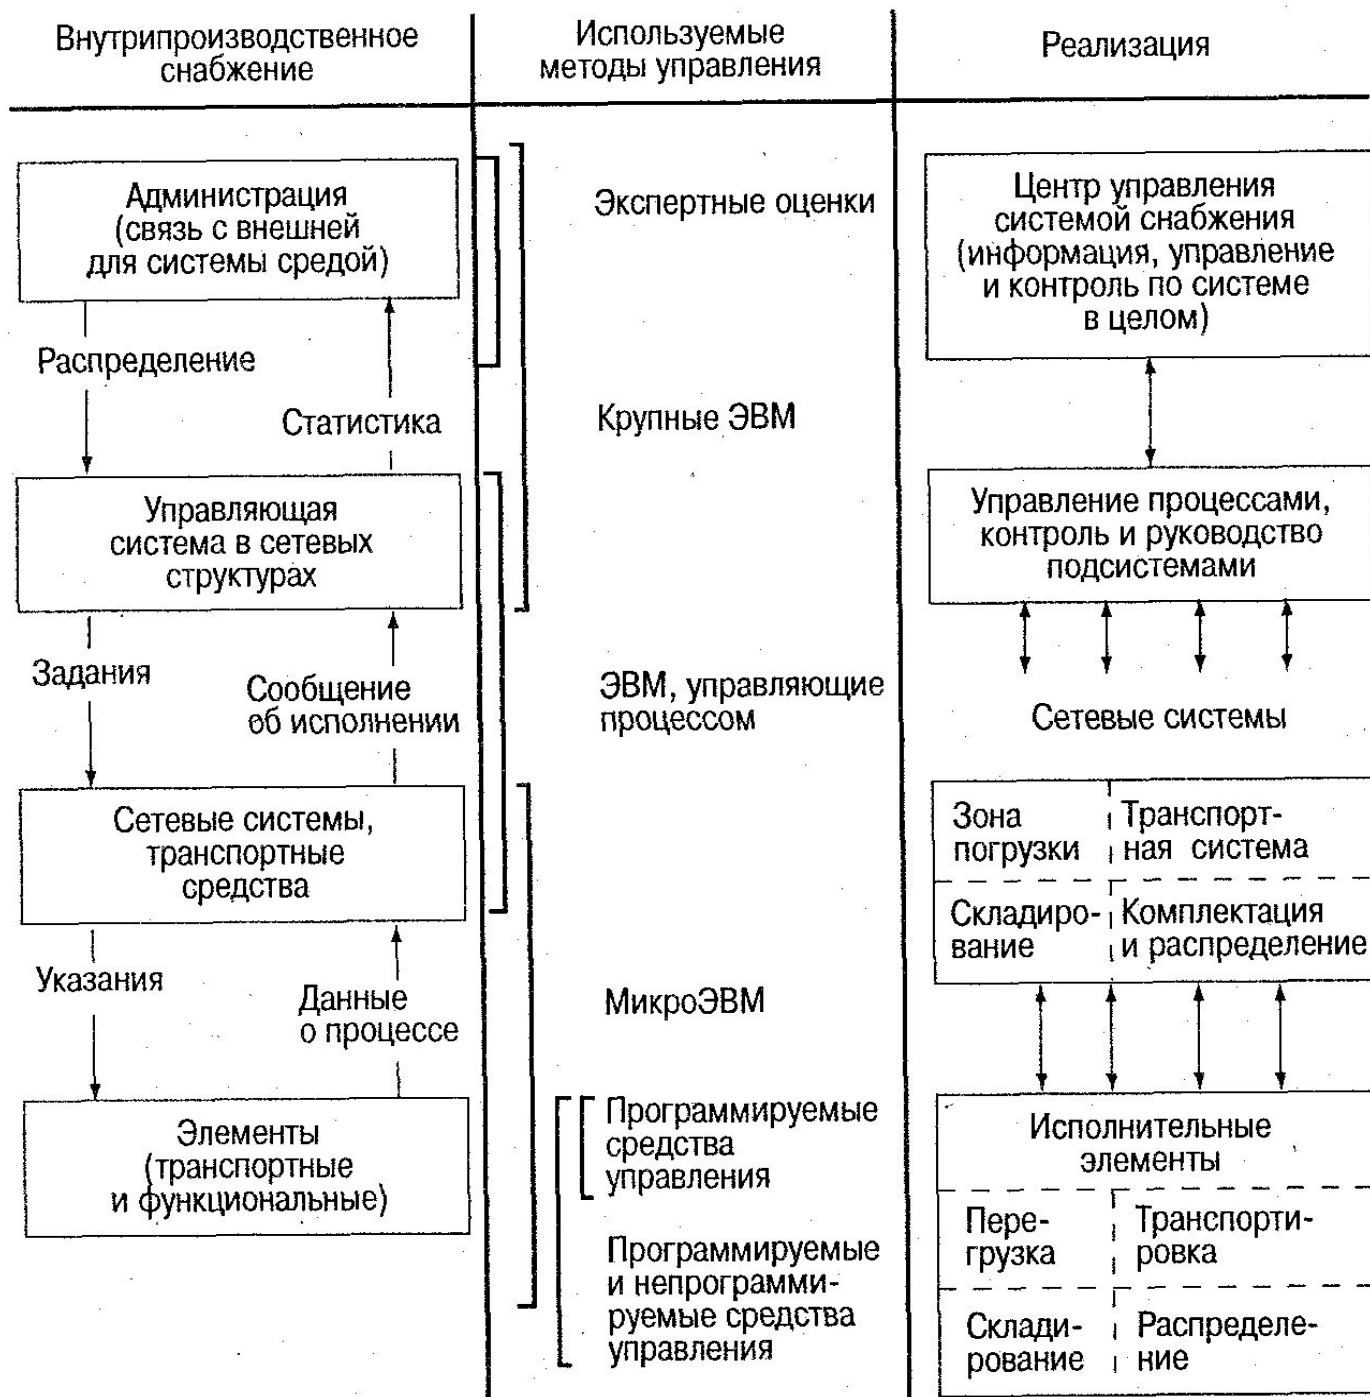 Внутрипроизводственное
снабжение
Используемые
методы управления
Реализация
Администрация
(связь с внешней
для системы средой)
Распределение
Статистика
Управляющая
система в сетевых
структурах
Задания
Сообщение
об исполнении
Сетевые системы,
транспортные
средства
Указания
Данные
о процессе
Элементы
(транспортные
и функциональные)
Экспертные оценки
Крупные ЭВМ
ЭВМ, управляющие
процессом
МикроЭВМ
Программируемые
средства
управления
Программируемые
и непрограмми-
руемые средства
управления
Центр управления
системой снабжения
(информация, управление
и контроль по системе
в целом)
Управление процессами,
контроль и руководство
подсистемами
Сетевые системы
Зона
погрузки
Транспорт-
ная система
Складиро-
вание
Комплектация
и распределение
Исполнительные
элементы
Пере-
грузка
Транспорти-
ровка
Склади-
рование
Распределе-
ние